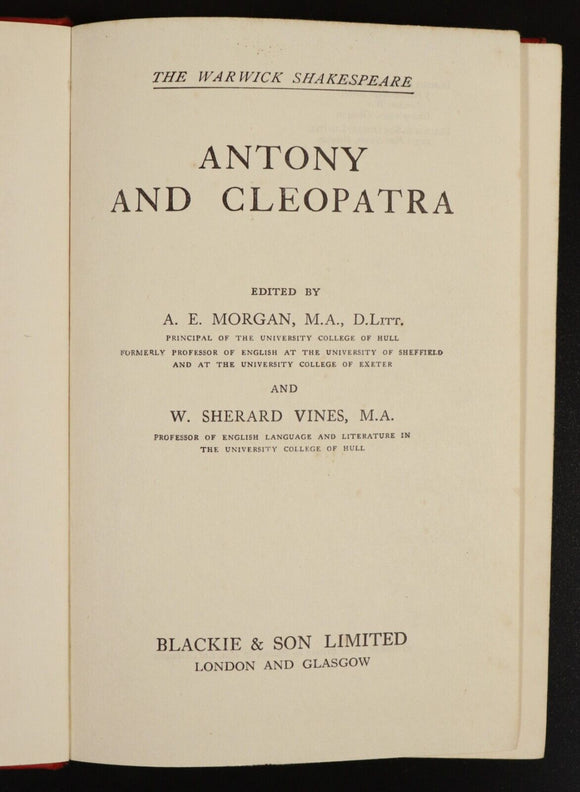 THE WARWICK SHAKESPEARE
ANTONY
AND CLEOPATRA
EDITED BY
A. E. MORGAN, M.A., D.LITT.
PRINCIPAL OF THE UNIVERSITY COLLEGE OF HULL
FORMERLY PROFESSOR OF ENGLISH AT THE UNIVERSITY OF SHEFFIELD
AND AT THE UNIVERSITY COLLEGE OF EXETER
AND
W. SHERARD VINES, M.A.
PROFESSOR OF ENGLISH LANGUAGE AND LITERATURE IN
THE UNIVERSITY COLLEGE OF HULL
BLACKIE & SON LIMITED
LONDON AND GLASGOW